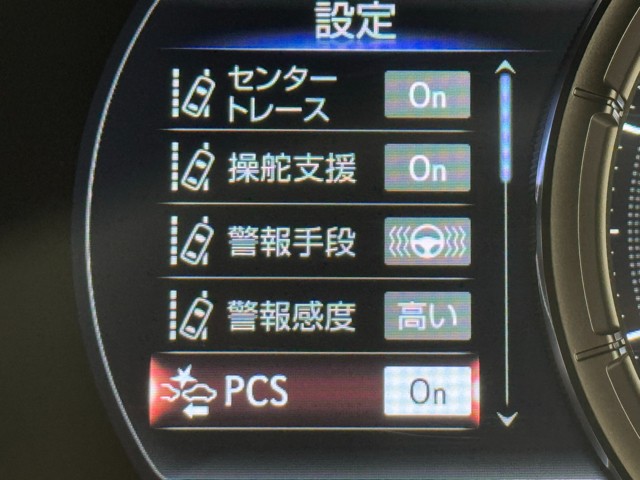 設定
センター
トレース
On
操舵支援 On
警報手段
警報感度 高い
PCS On